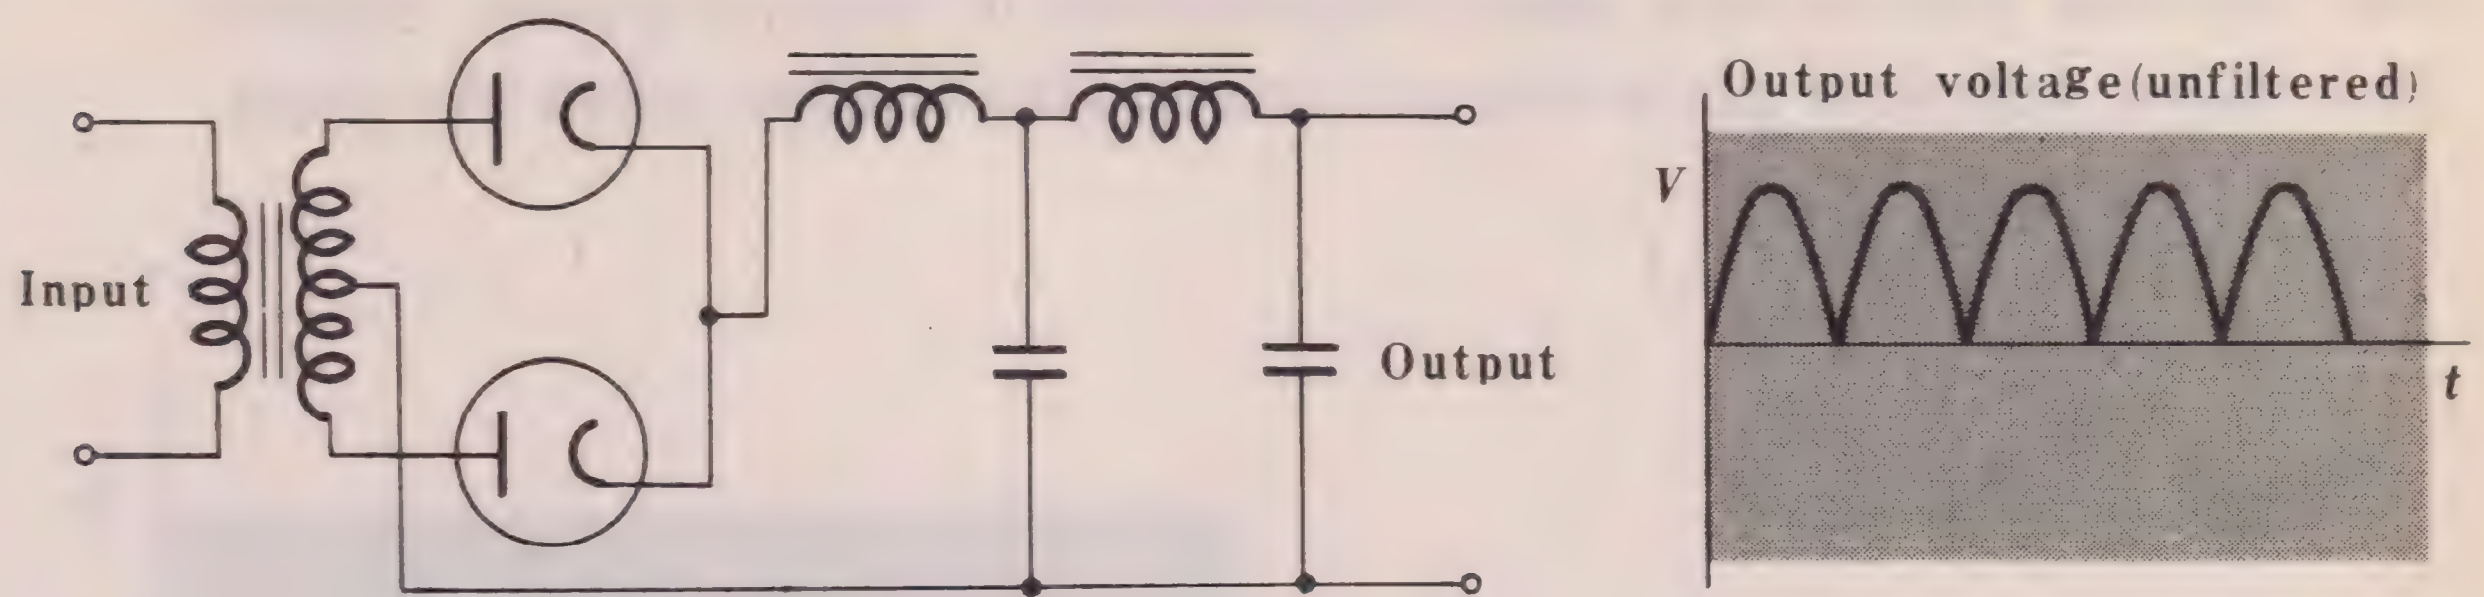 Input
Output
Output voltage(unfiltered)
V
t